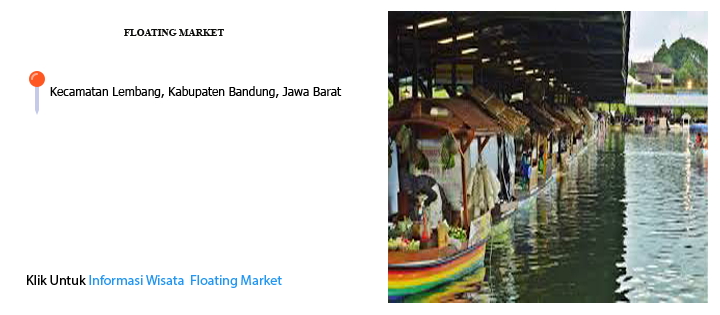 FLOATING MARKET
Kecamatan Lembang, Kabupaten Bandung, Jawa Barat
Klik Untuk Informasi Wisata  Floating Market